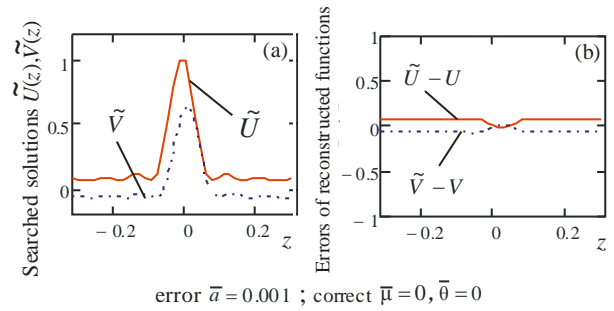 Searched solutions Ũ(z),Ṽ(z)
(a)
1
0.5
0
Ṽ
Ũ
− 0.2
0
0.2
z
Errors of reconstructed functions
(b)
1
0.5
0
− 0.5
− 1
Ũ − U
Ṽ − V
− 0.2
0
0.2
z
error a̅ = 0.001 ; correct μ̅ = 0, θ̅ = 0